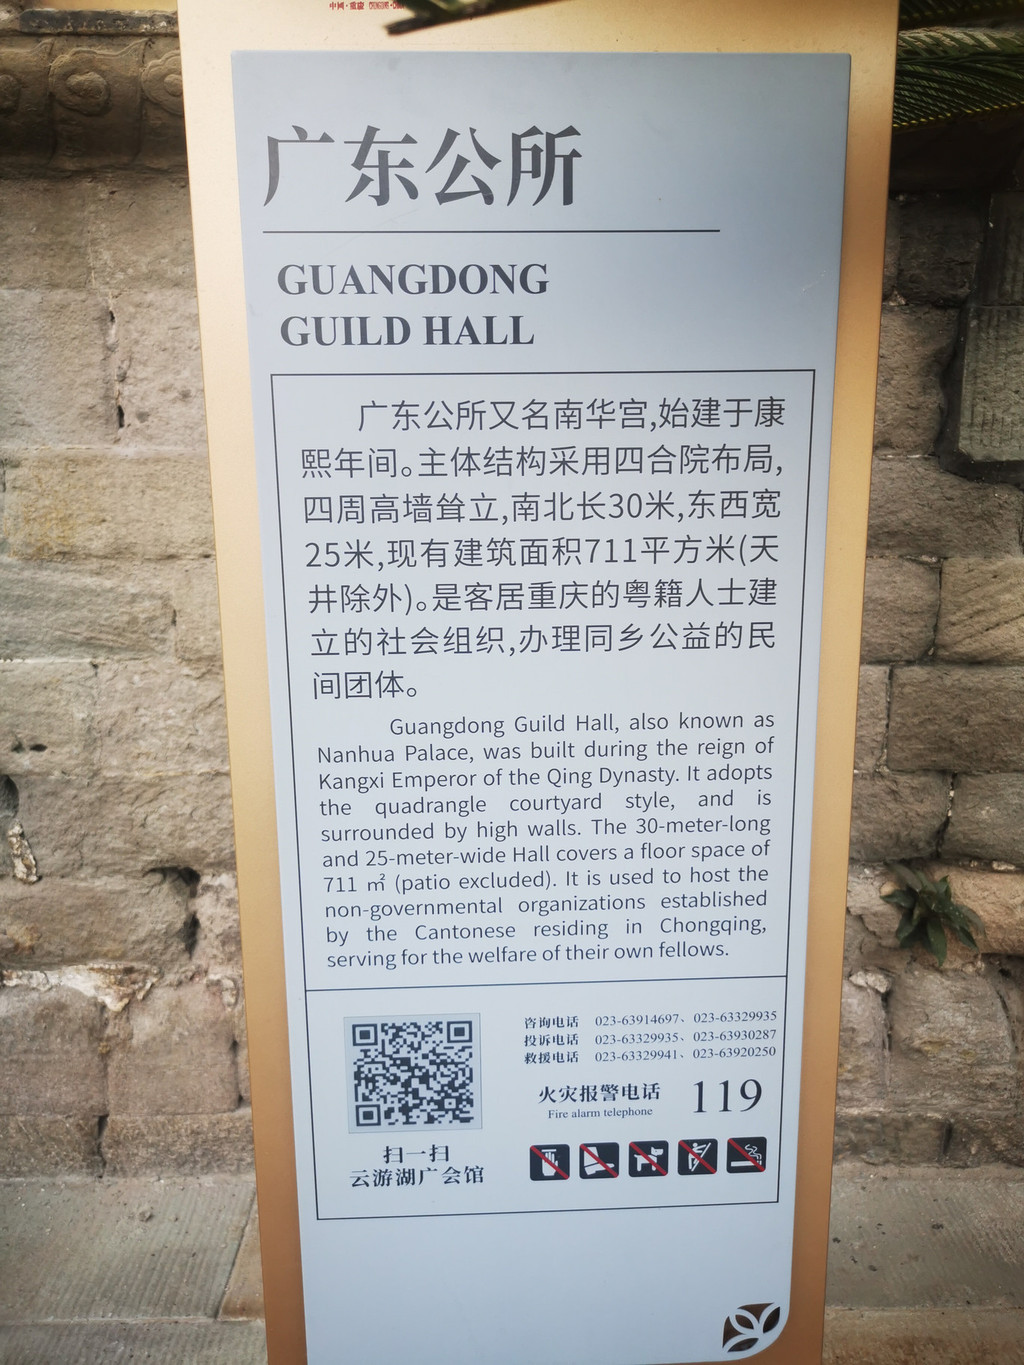 中国·重庆
广东公所
GUANGDONG
GUILD HALL
广东公所又名南华宫,始建于康
熙年间。主体结构采用四合院布局,
四周高墙耸立,南北长30米,东西宽
25米,现有建筑面积711平方米(天
井除外)。是客居重庆的粤籍人士建
立的社会组织,办理同乡公益的民
间团体。
Guangdong Guild Hall, also known as
Nanhua Palace, was built during the reign of
Kangxi Emperor of the Qing Dynasty. It adopts
the quadrangle courtyard style, and is
surrounded by high walls. The 30-meter-long
and 25-meter-wide Hall covers a floor space of
711 ㎡ (patio excluded). It is used to host the
non-governmental organizations established
by the Cantonese residing in Chongqing,
serving for the welfare of their own fellows.
咨询电话 023-63914697、023-63329935
投诉电话 023-63329935、023-63930287
救援电话 023-63329941、023-63920250
火灾报警电话 119
Fire alarm telephone
扫一扫
云游湖广会馆